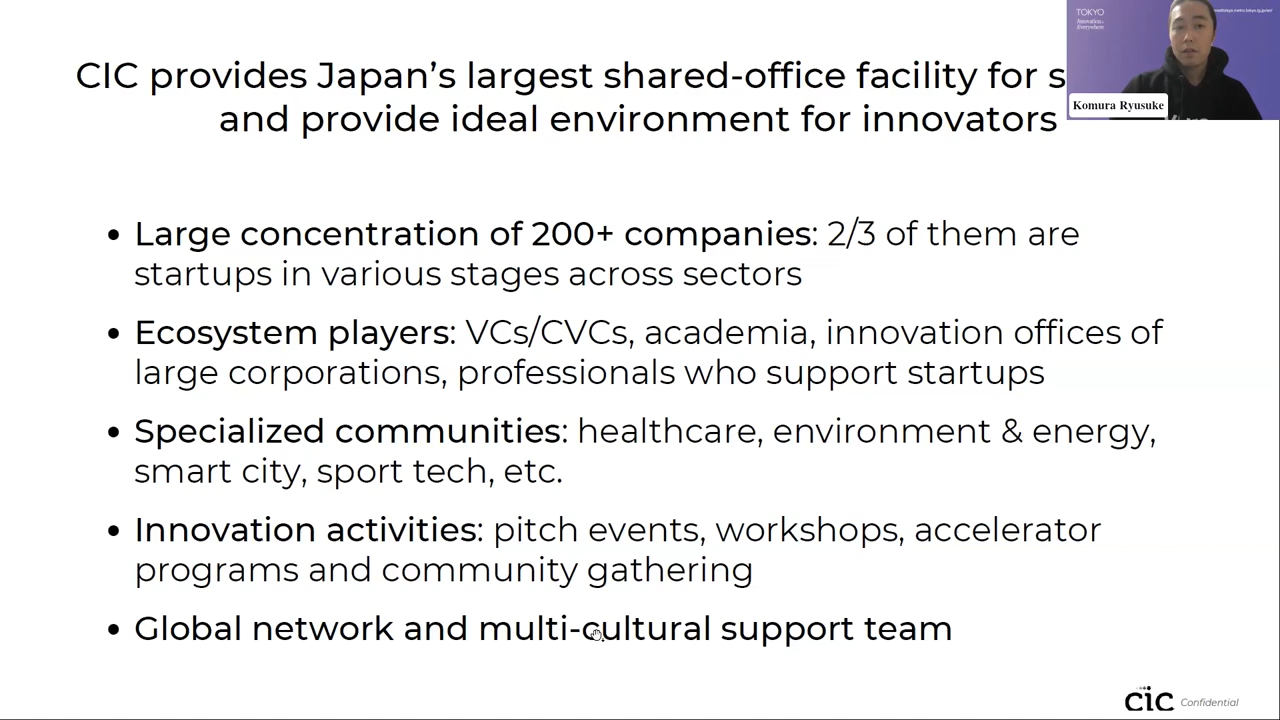 CIC provides Japan’s largest shared-office facility for
and provide ideal environment for innovators
TOKYO
Innovation
Everywhere
Komura Ryusuke
• Large concentration of 200+ companies: 2/3 of them are
startups in various stages across sectors
• Ecosystem players: VCs/CVCs, academia, innovation offices of
large corporations, professionals who support startups
• Specialized communities: healthcare, environment & energy,
smart city, sport tech, etc.
• Innovation activities: pitch events, workshops, accelerator
programs and community gathering
• Global network and multi-cultural support team
cic Confidential